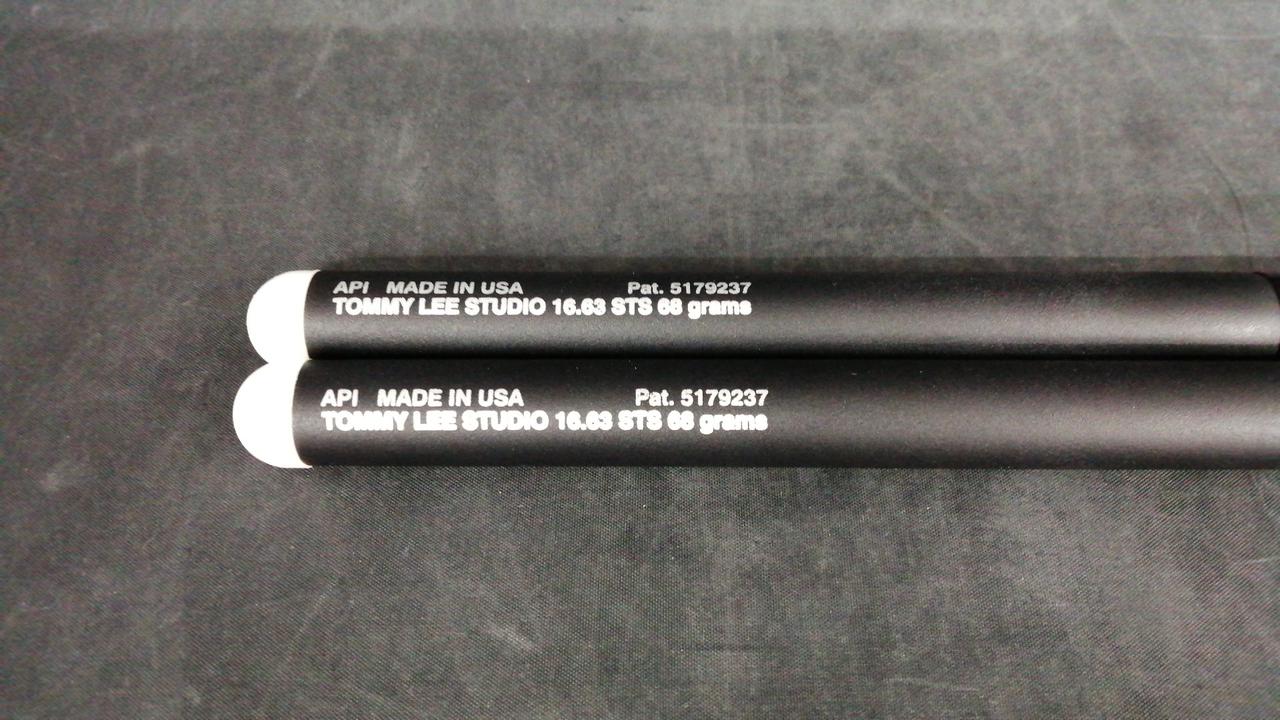 API MADE IN USA Pat. 5179237
TOMMY LEE STUDIO 16.63 STS 68 grams
API MADE IN USA Pat. 5179237
TOMMY LEE STUDIO 16.63 STS 68 grams